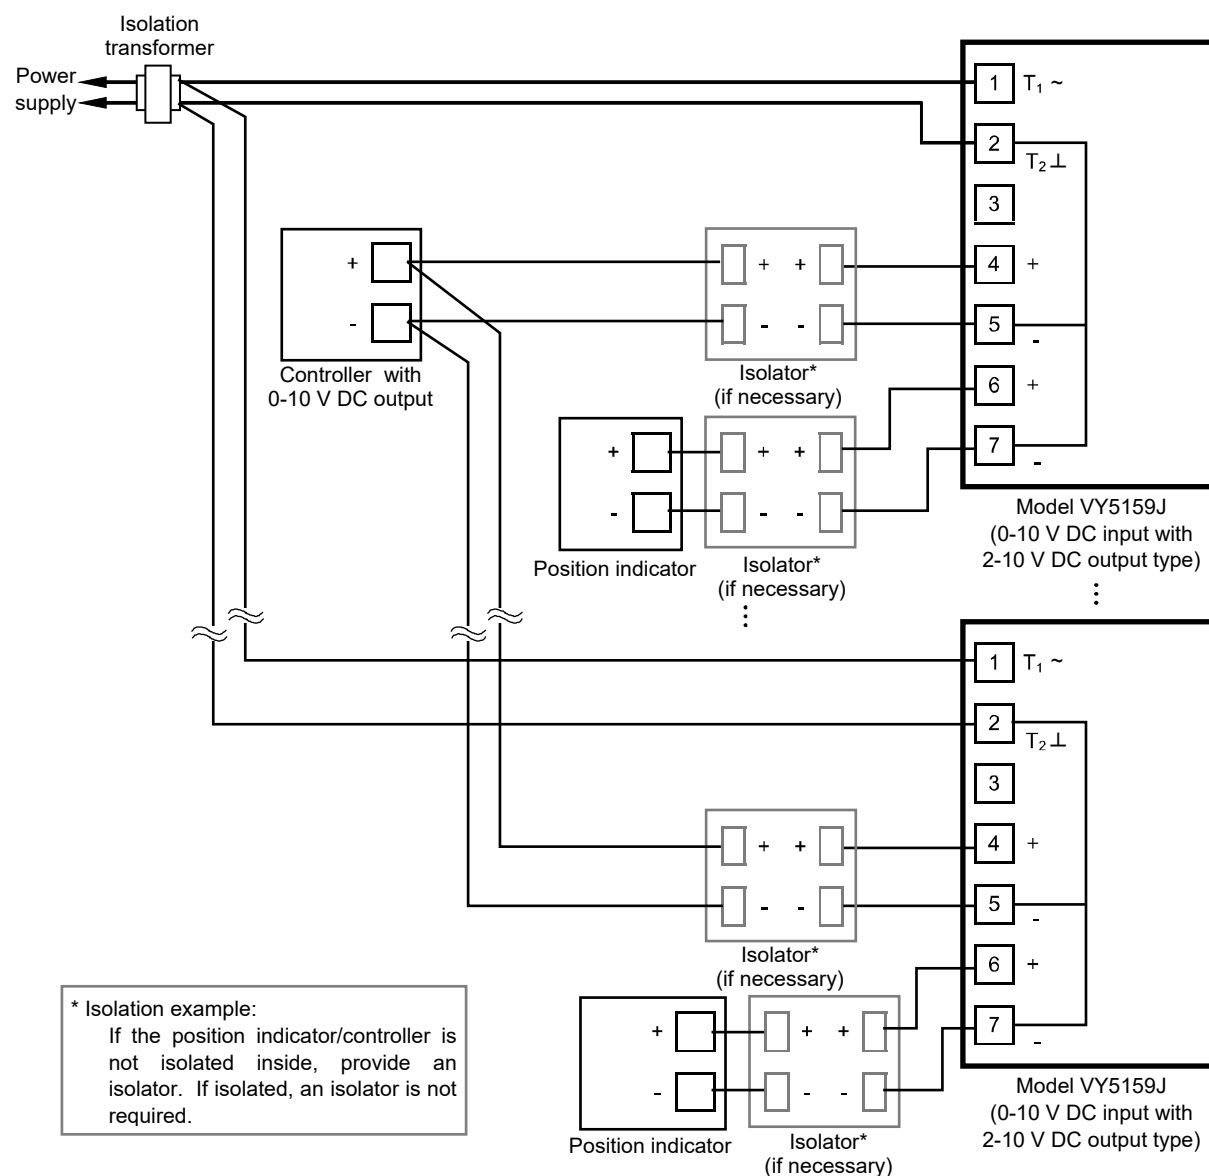 Isolation
transformer
Power
supply
1 T₁ ~
2
T₂ ⊥
3
+ + + 4 +
- - - 5 -
Controller with
0-10 V DC output
Isolator*
(if necessary)
6 +
+ + + 7 -
- - -
Position indicator
Isolator*
(if necessary)
Model VY5159J
(0-10 V DC input with
2-10 V DC output type)
1 T₁ ~
2
T₂ ⊥
3
+ + 4 +
- - 5 -
Isolator*
(if necessary)
6 +
+ + + 7 -
- - -
Position indicator
Isolator*
(if necessary)
Model VY5159J
(0-10 V DC input with
2-10 V DC output type)
* Isolation example:
If the position indicator/controller is
not isolated inside, provide an
isolator. If isolated, an isolator is not
required.